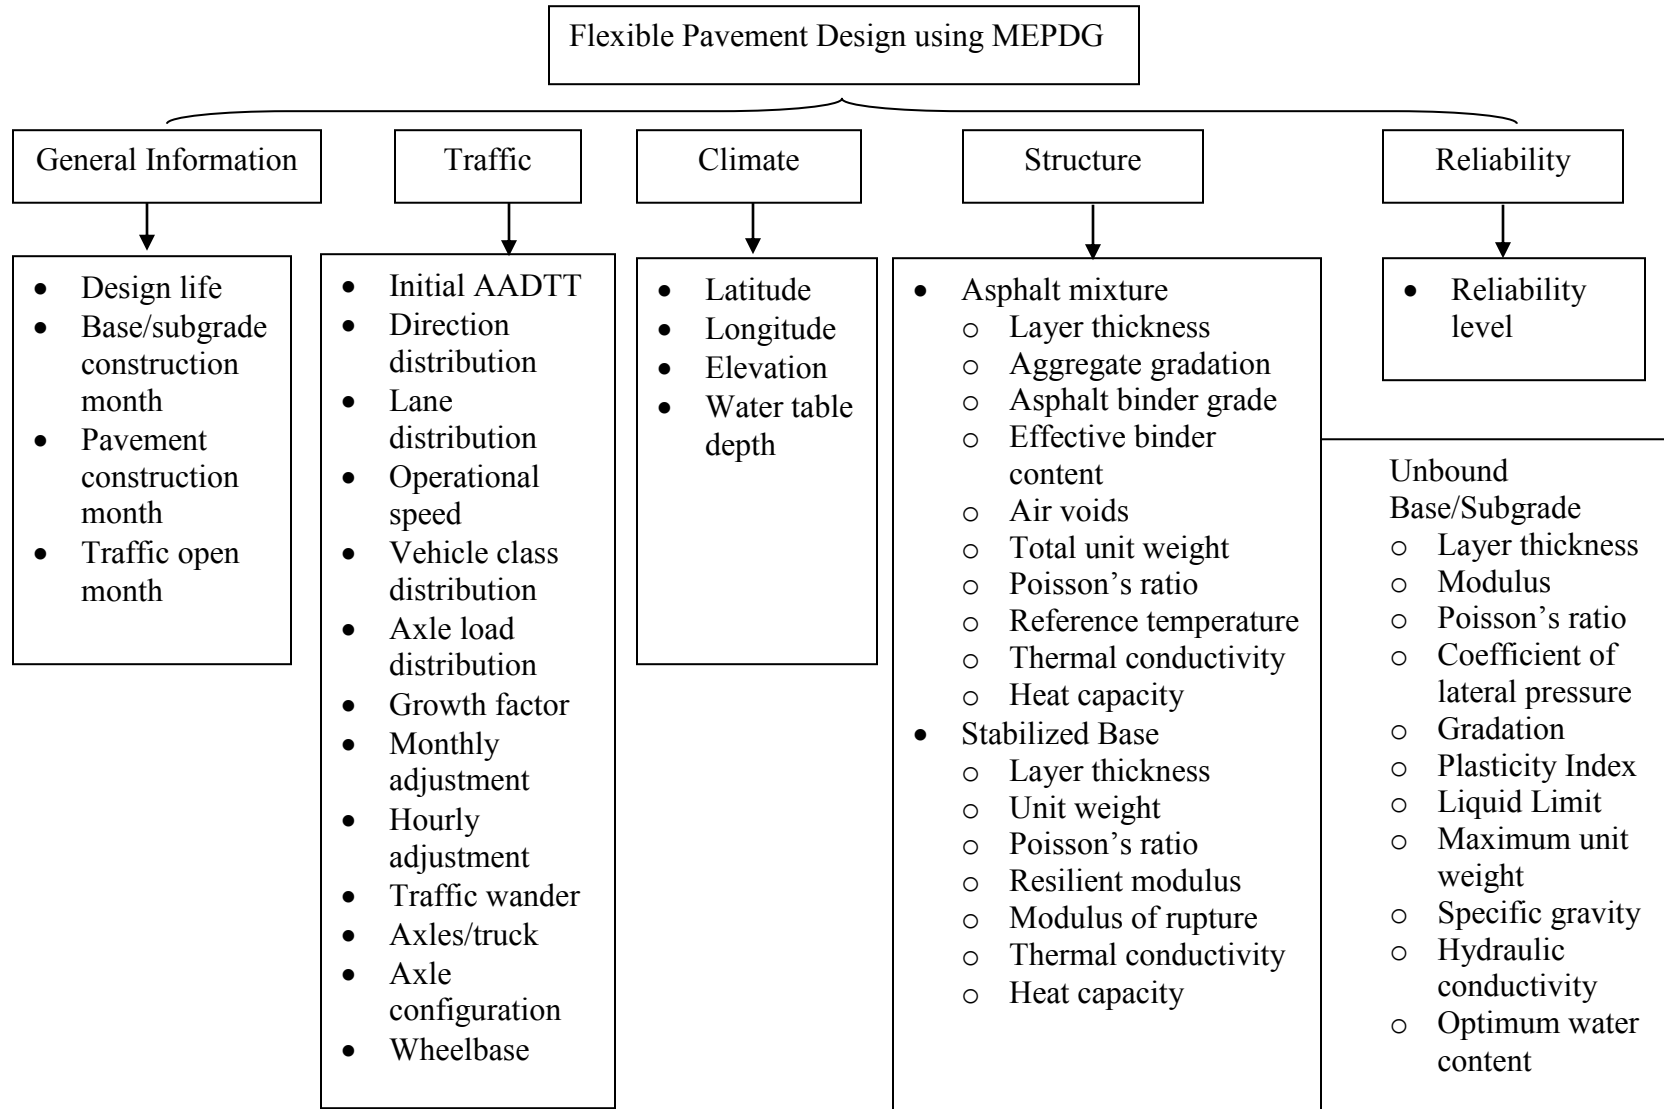 Flexible Pavement Design using MEPDG
General Information
Traffic
Climate
Structure
Reliability
• Design life
• Base/subgrade
construction
month
• Pavement
construction
month
• Traffic open
month
• Initial AADTT
• Direction
distribution
• Lane
distribution
• Operational
speed
• Vehicle class
distribution
• Axle load
distribution
• Growth factor
• Monthly
adjustment
• Hourly
adjustment
• Traffic wander
• Axles/truck
• Axle
configuration
• Wheelbase
• Latitude
• Longitude
• Elevation
• Water table
depth
• Asphalt mixture
o Layer thickness
o Aggregate gradation
o Asphalt binder grade
o Effective binder
content
o Air voids
o Total unit weight
o Poisson’s ratio
o Reference temperature
o Thermal conductivity
o Heat capacity
• Stabilized Base
o Layer thickness
o Unit weight
o Poisson’s ratio
o Resilient modulus
o Modulus of rupture
o Thermal conductivity
o Heat capacity
• Reliability
level
Unbound
Base/Subgrade
o Layer thickness
o Modulus
o Poisson’s ratio
o Coefficient of
lateral pressure
o Gradation
o Plasticity Index
o Liquid Limit
o Maximum unit
weight
o Specific gravity
o Hydraulic
conductivity
o Optimum water
content